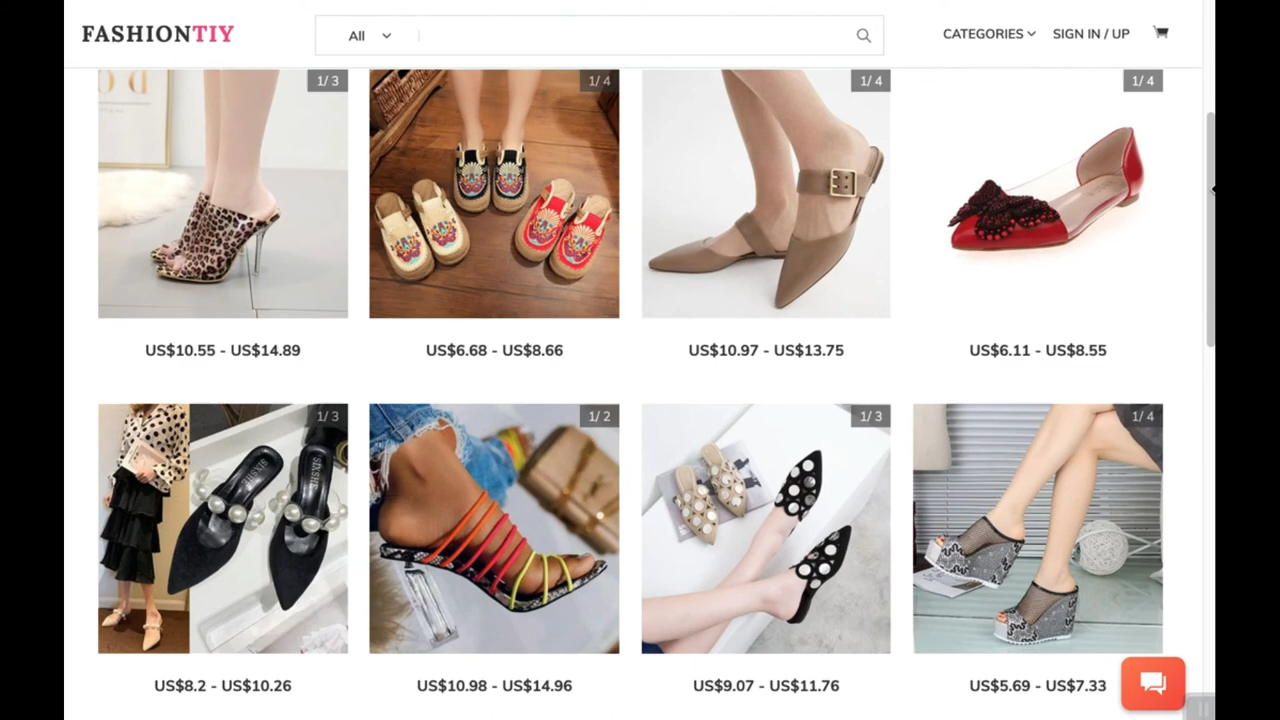 FASHIONTIY
All
CATEGORIES
SIGN IN / UP
1/ 3
1/ 4
1/ 4
1/ 4
US$10.55 - US$14.89
US$6.68 - US$8.66
US$10.97 - US$13.75
US$6.11 - US$8.55
1/ 3
1/ 2
1/ 3
1/ 4
US$8.2 - US$10.26
US$10.98 - US$14.96
US$9.07 - US$11.76
US$5.69 - US$7.33